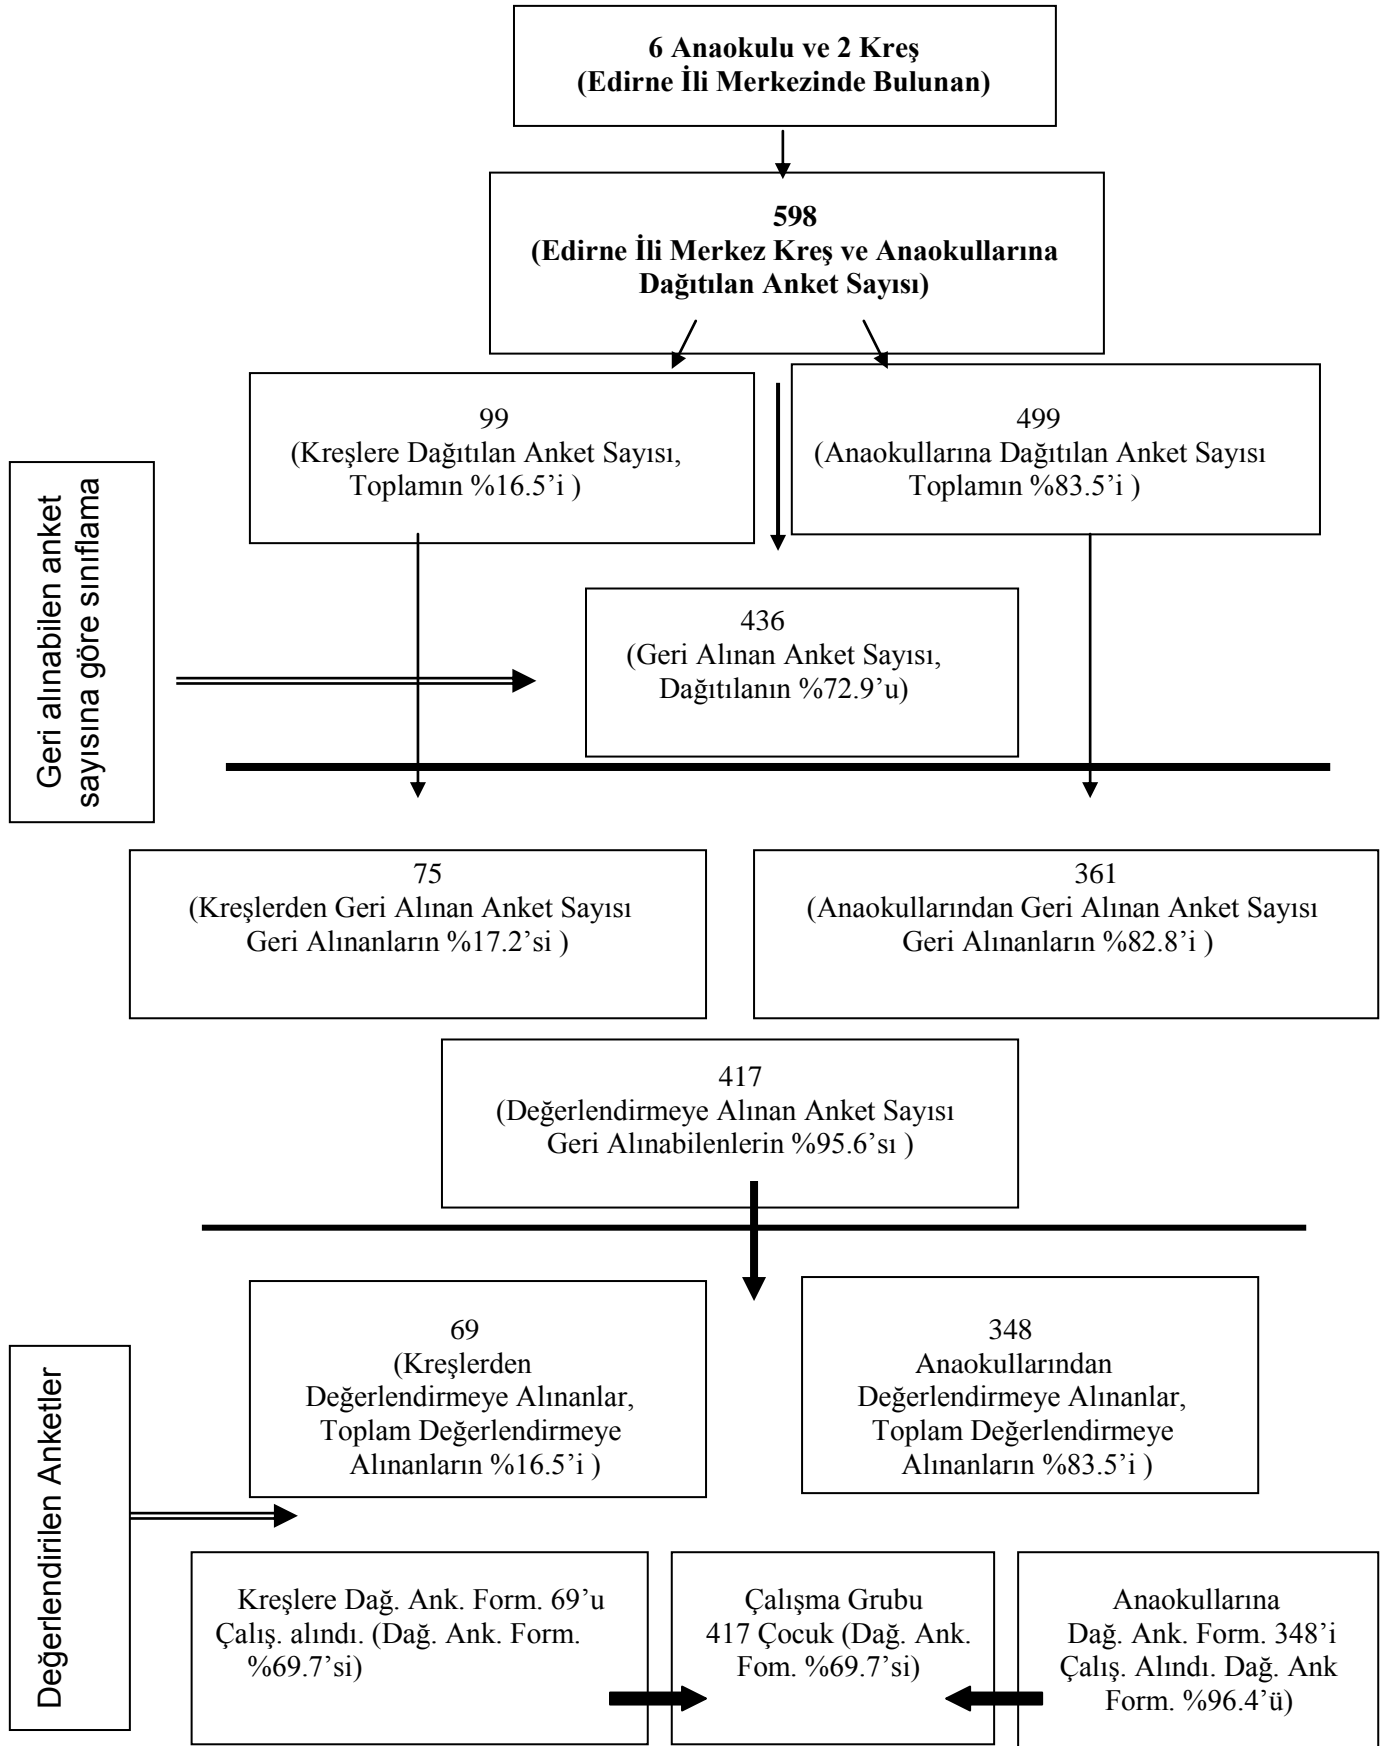 6 Anaokulu ve 2 Kreş
(Edirne İli Merkezinde Bulunan)
598
(Edirne İli Merkez Kreş ve Anaokullarına
Dağıtılan Anket Sayısı)
99
(Kreşlere Dağıtılan Anket Sayısı,
Toplamın %16.5’i )
499
(Anaokullarına Dağıtılan Anket Sayısı
Toplamın %83.5’i )
Geri alınabilen anket
sayısına göre sınıflama
436
(Geri Alınan Anket Sayısı,
Dağıtılanın %72.9’u)
75
(Kreşlerden Geri Alınan Anket Sayısı
Geri Alınanların %17.2’si )
361
(Anaokullarından Geri Alınan Anket Sayısı
Geri Alınanların %82.8’i )
417
(Değerlendirmeye Alınan Anket Sayısı
Geri Alınabilenlerin %95.6’sı )
69
(Kreşlerden
Değerlendirmeye Alınanlar,
Toplam Değerlendirmeye
Alınanların %16.5’i )
348
Anaokullarından
Değerlendirmeye Alınanlar,
Toplam Değerlendirmeye
Alınanların %83.5’i )
Değerlendirilen Anketler
Kreşlere Dağ. Ank. Form. 69’u
Çalış. alındı. (Dağ. Ank. Form.
%69.7’si)
Çalışma Grubu
417 Çocuk (Dağ. Ank.
Fom. %69.7’si)
Anaokullarına
Dağ. Ank. Form. 348’i
Çalış. Alındı. Dağ. Ank
Form. %96.4’ü)